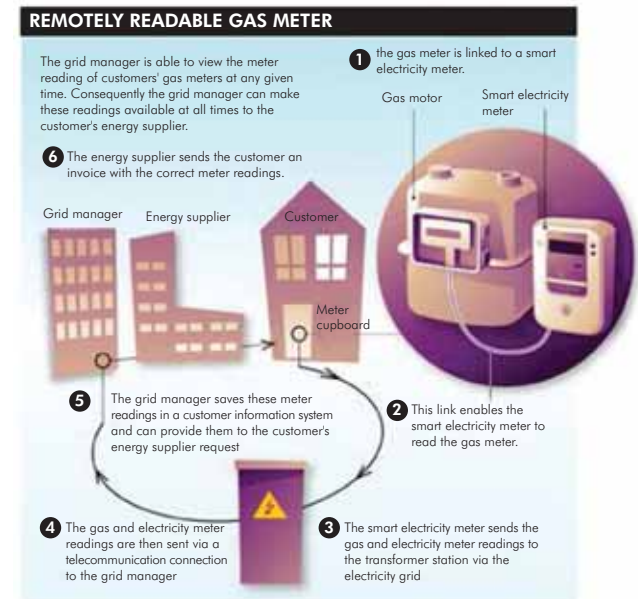 REMOTELY READABLE GAS METER
The grid manager is able to view the meter
reading of customers' gas meters at any given
time. Consequently the grid manager can make
these readings available at all times to the
customer's energy supplier.
1 the gas meter is linked to a smart
electricity meter.
Gas motor
Smart electricity
meter
6 The energy supplier sends the customer an
invoice with the correct meter readings.
Grid manager
Energy supplier
Customer
Meter
cupboard
5 The grid manager saves these meter
readings in a customer information system
and can provide them to the customer's
energy supplier request
2 This link enables the
smart electricity meter to
read the gas meter.
4 The gas and electricity meter
readings are then sent via a
telecommunication connection
to the grid manager
3 The smart electricity meter sends the
gas and electricity meter readings to
the transformer station via the
electricity grid